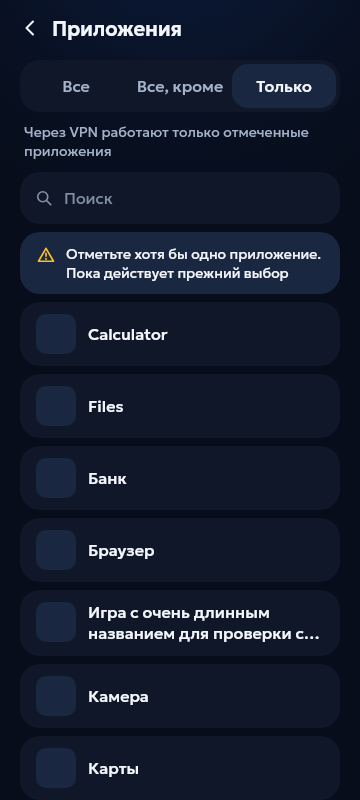 Приложения
Все
Все, кроме
Только
Через VPN работают только отмеченные
приложения
Поиск
Отметьте хотя бы одно приложение.
Пока действует прежний выбор
Calculator
Files
Банк
Браузер
Игра с очень длинным
названием для проверки с…
Камера
Карты